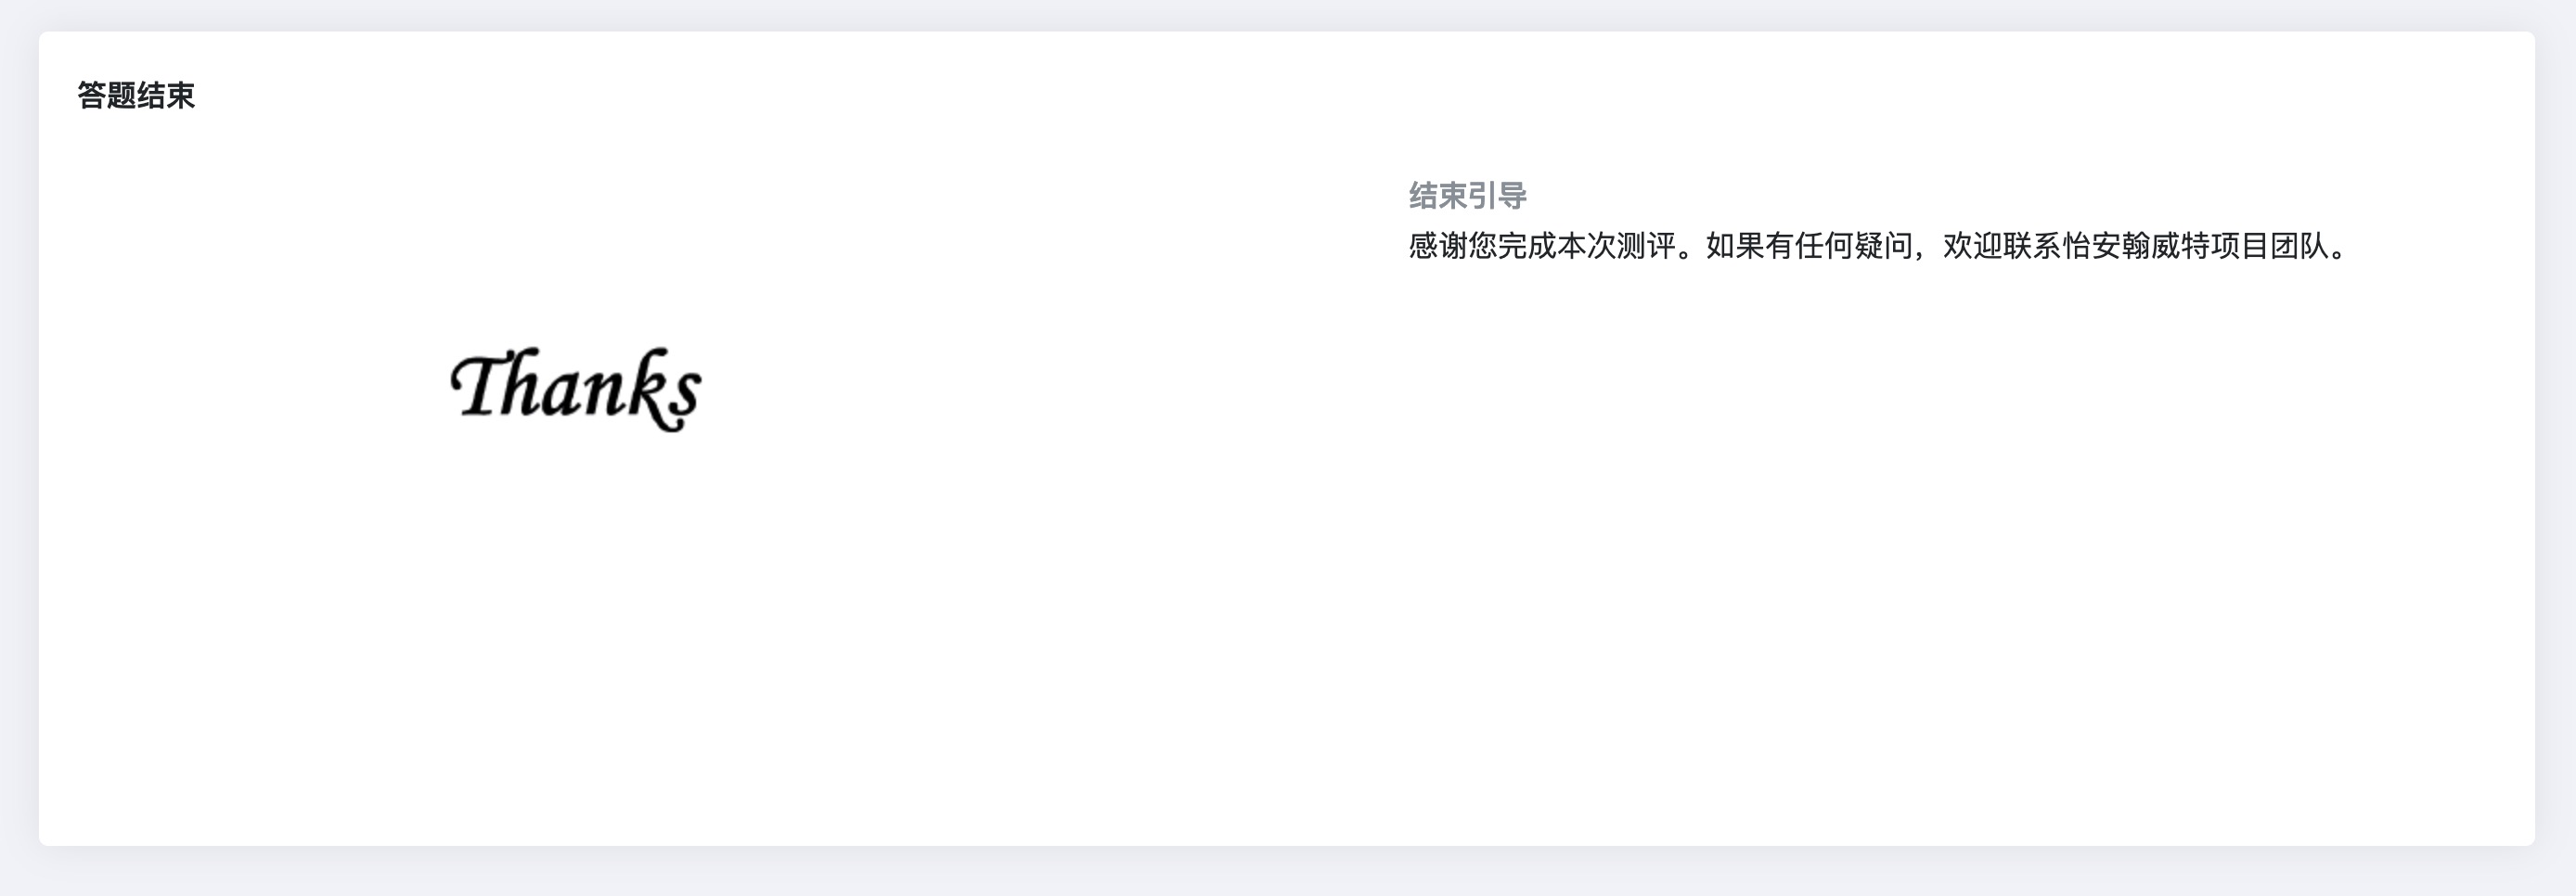 答题结束
Thanks
结束引导
感谢您完成本次测评。如果有任何疑问，欢迎联系怡安翰威特项目团队。